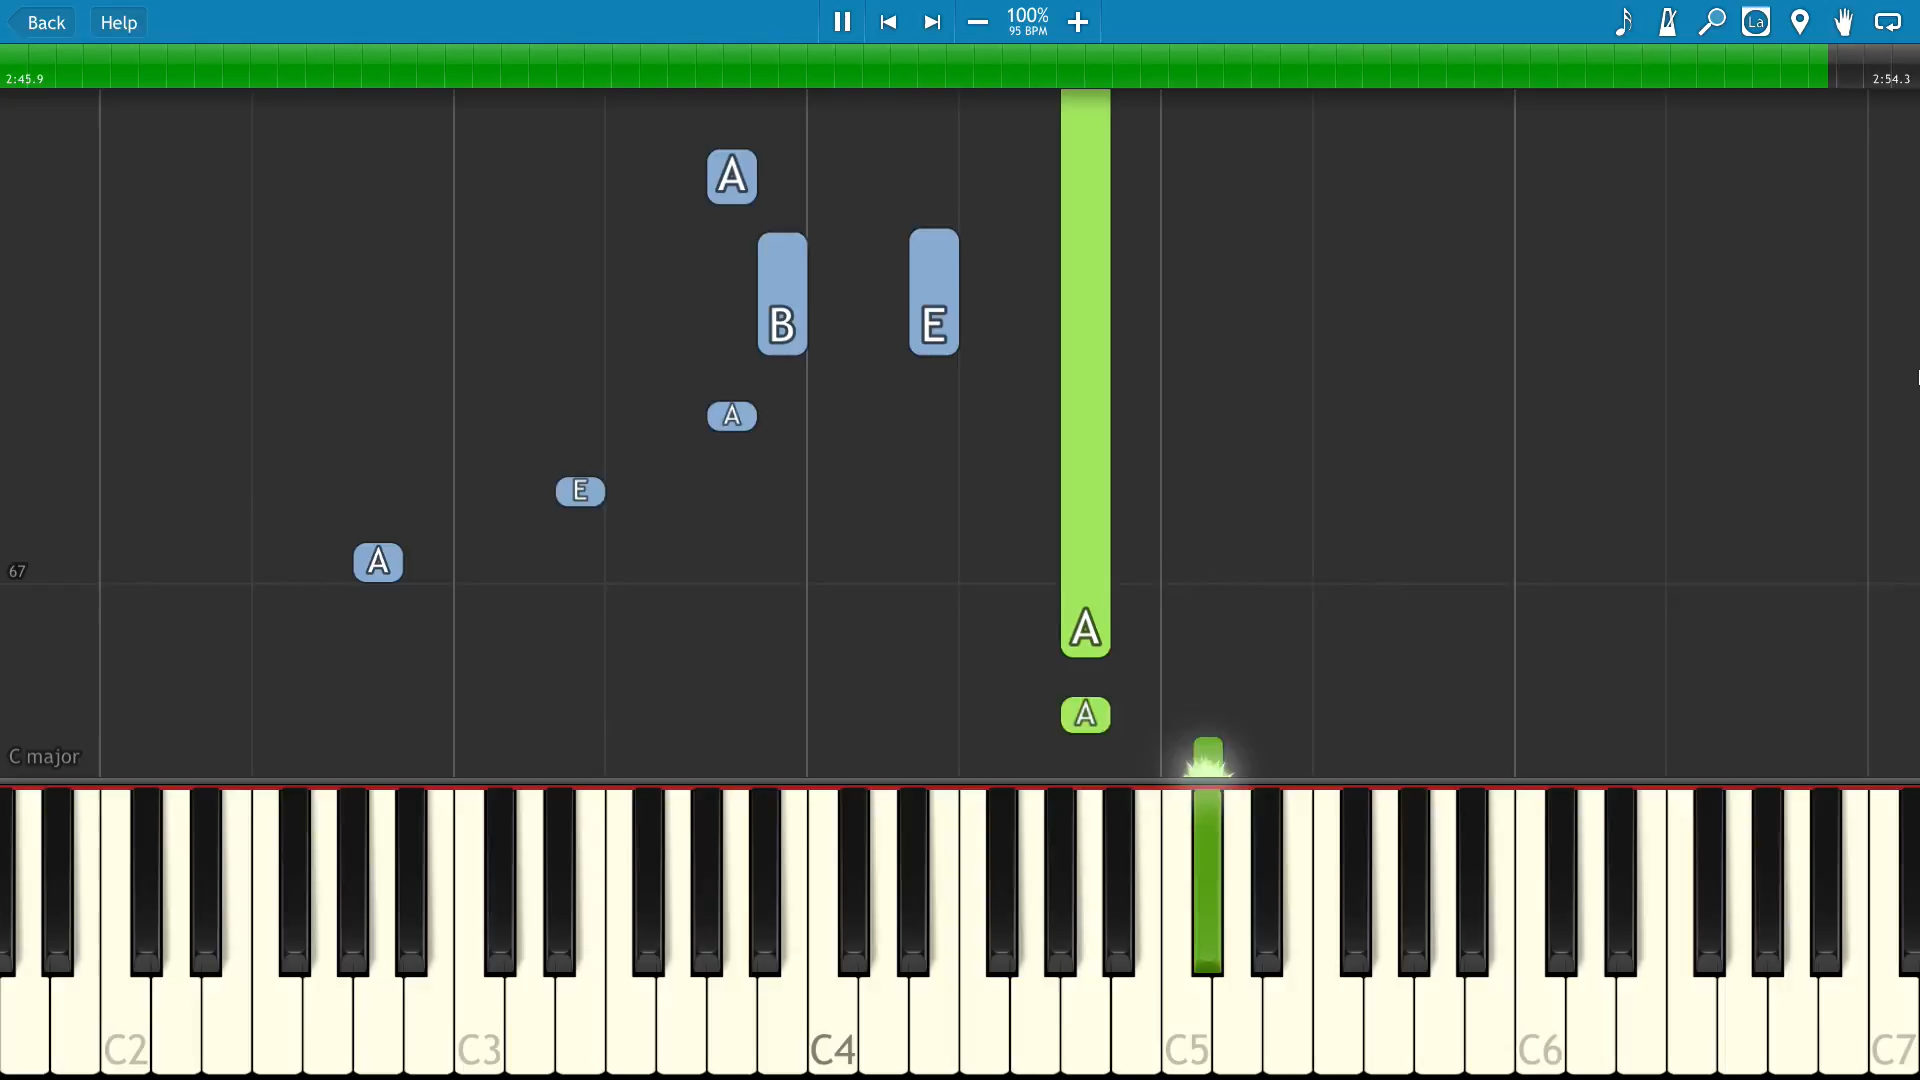 Back
Help
100%
95 BPM
La
2:45.9
2:54.3
A
B
E
A
E
A
67
A
A
C major
C2
C3
C4
C5
C6
C7